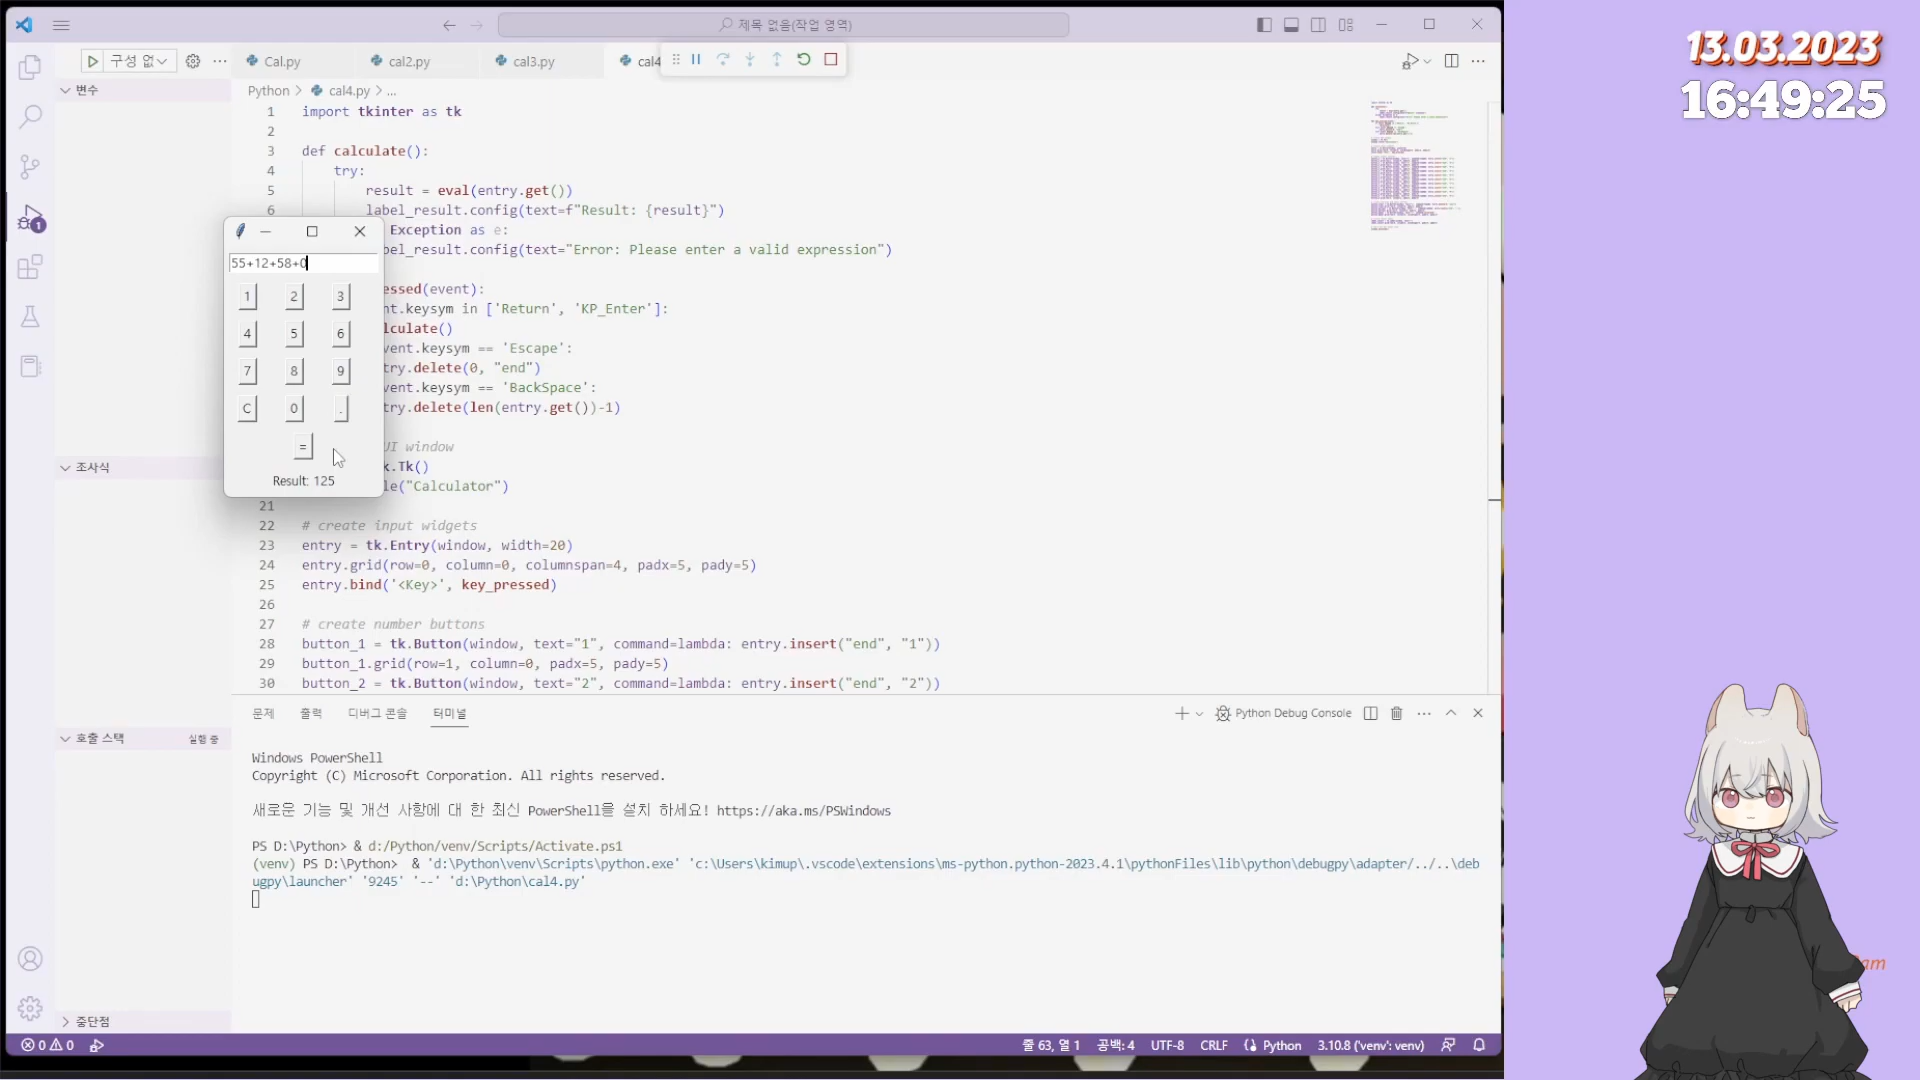 제목 없음(작업 영역)
13.03.2023
16:49:25
구성 없
Cal.py
cal2.py
cal3.py
cal4
변수
Python > cal4.py > ...
1 import tkinter as tk
2
3 def calculate():
4 try:
5 result = eval(entry.get())
6 label_result.config(text=f"Result: {result}")
Exception as e:
bel_result.config(text="Error: Please enter a valid expression")
essed(event):
nt.keysym in ['Return', 'KP_Enter']:
lculate()
vent.keysym == 'Escape':
try.delete(0, "end")
vent.keysym == 'BackSpace':
try.delete(len(entry.get())-1)
UI window
k.Tk()
le("Calculator")
21
22 # create input widgets
23 entry = tk.Entry(window, width=20)
24 entry.grid(row=0, column=0, columnspan=4, padx=5, pady=5)
25 entry.bind('<Key>', key_pressed)
26
27 # create number buttons
28 button_1 = tk.Button(window, text="1", command=lambda: entry.insert("end", "1"))
29 button_1.grid(row=1, column=0, padx=5, pady=5)
30 button_2 = tk.Button(window, text="2", command=lambda: entry.insert("end", "2"))
55+12+58+0
1 2 3
4 5 6
7 8 9
C 0 .
=
Result: 125
조사식
호출 스택
실행 중
중단점
문제 출력 디버그 콘솔 터미널
Python Debug Console
Windows PowerShell
Copyright (C) Microsoft Corporation. All rights reserved.
새로운 기능 및 개선 사항에 대 한 최신 PowerShell을 설치 하세요! https://aka.ms/PSWindows
PS D:\Python> & d:/Python/venv/Scripts/Activate.ps1
(venv) PS D:\Python>  & 'd:\Python\venv\Scripts\python.exe' 'c:\Users\kimup\.vscode\extensions\ms-python.python-2023.4.1\pythonFiles\lib\python\debugpy\adapter/../..\deb
ugpy\launcher' '9245' '--' 'd:\Python\cal4.py'
am
0 0
줄 63, 열 1
공백: 4
UTF-8
CRLF
Python
3.10.8 ('venv': venv)